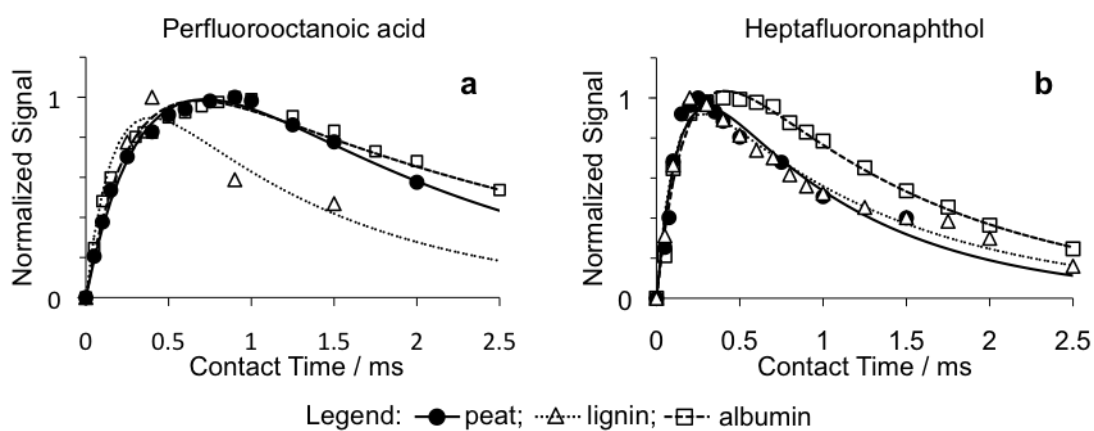 Perfluorooctanoic acid
Heptafluoronaphthol
a
b
Normalized Signal
Normalized Signal
1
0
1
0
0 0.5 1 1.5 2 2.5
0 0.5 1 1.5 2 2.5
Contact Time / ms
Contact Time / ms
Legend: peat; lignin; albumin